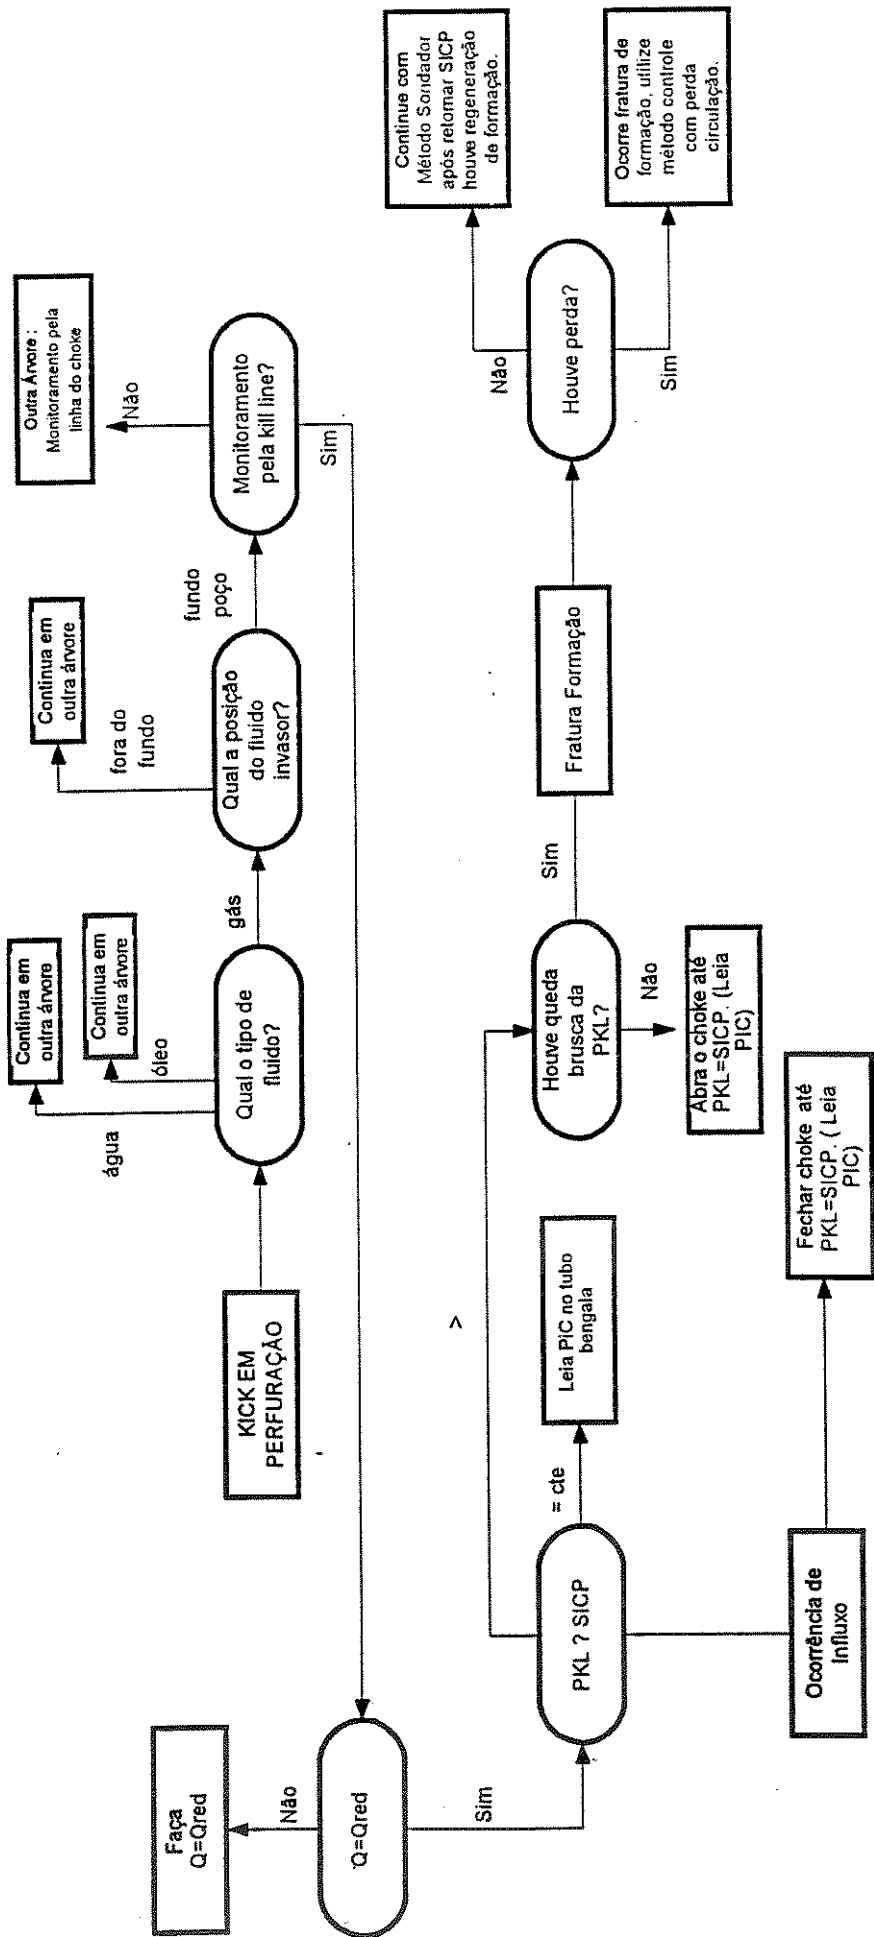 KICK EM
PERFURAÇÃO
água
óleo
Continua em
outra árvore
Continua em
outra árvore
Qual o tipo de
fluido?
gás
fora do
fundo
Continua em
outra árvore
Qual a posição
do fluido
invasor?
fundo
poço
Outra Árvore :
Monitoramento pela
linha do choke
Não
Monitoramento
pela kill line?
Sim
Faça
Q=Qred
Não
Q=Qred
Sim
>
PKL ? SICP
= cte
Leia PIC no tubo
bengala
Ocorrência de
Influxo
Fechar choke até
PKL=SICP. ( Leia
PIC)
Houve queda
brusca da
PKL?
Não
Abra o choke até
PKL=SICP. (Leia
PIC)
Sim
Fratura Formação
Houve perda?
Não
Continue com
Método Sondador
após retornar SICP
houve regeneração
de formação.
Sim
Ocorre fratura de
formação, utilize
método controle
com perda
circulação.